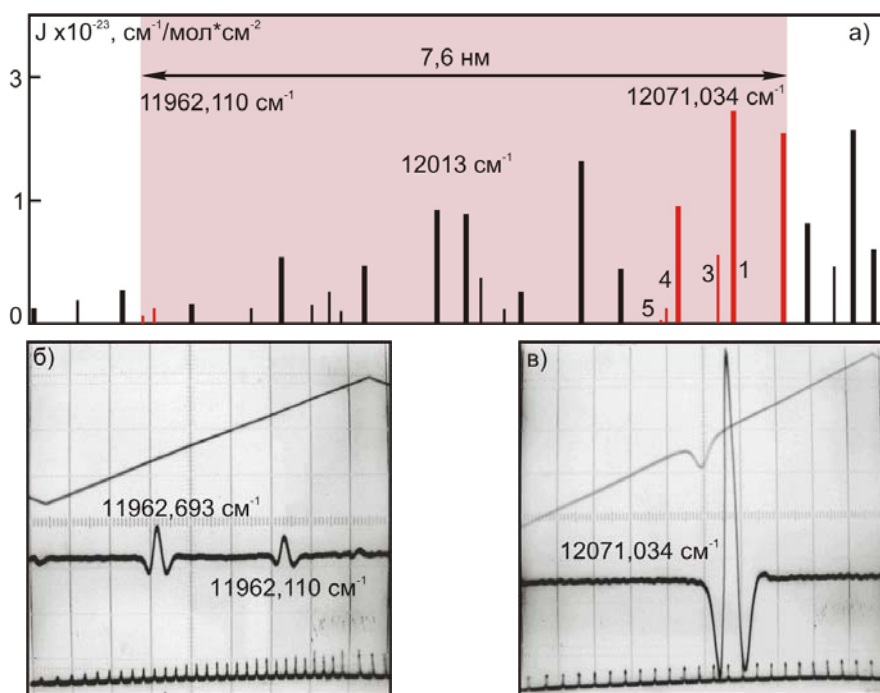 J x10⁻²³, см⁻¹/мол*см⁻²
а)
3
7,6 нм
11962,110 см⁻¹
12071,034 см⁻¹
12013 см⁻¹
1
4
3
1
5
0
б)
11962,693 см⁻¹
11962,110 см⁻¹
в)
12071,034 см⁻¹